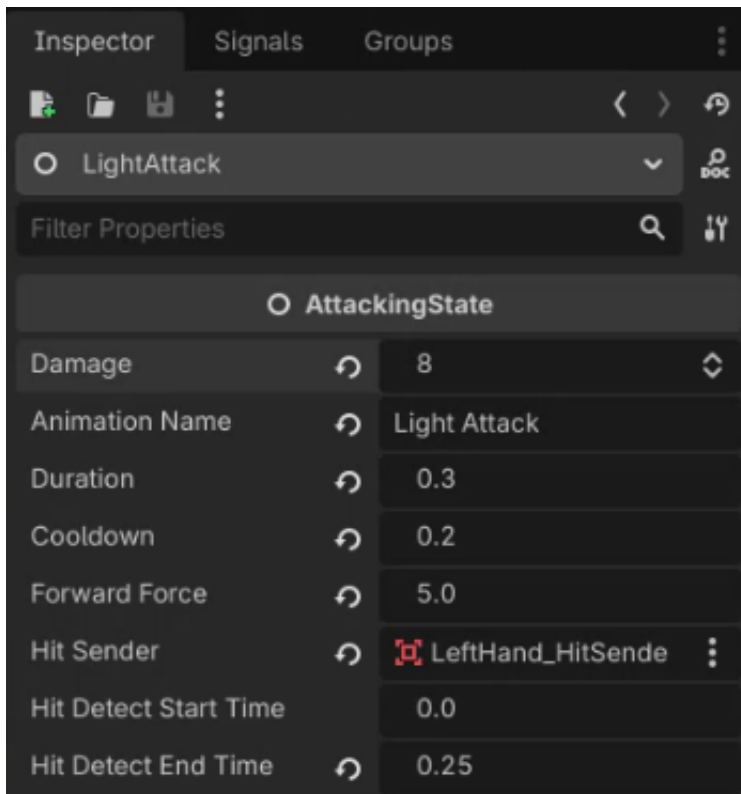 Inspector Signals Groups
LightAttack
DOC
Filter Properties
AttackingState
Damage 8
Animation Name Light Attack
Duration 0.3
Cooldown 0.2
Forward Force 5.0
Hit Sender LeftHand_HitSende
Hit Detect Start Time 0.0
Hit Detect End Time 0.25